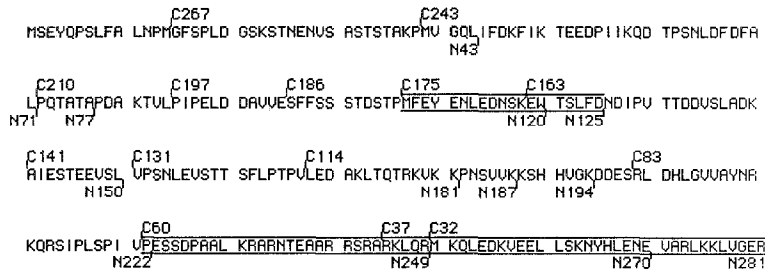 C267 C243
MSEYQPSLFA LNPMGFSPLD GSKSTNENVS ASTSTAKPMV GQLIFDKFIK TEEDPIIKQD TPSNLDFDFA
N43
C210 C197 C186 C175 C163
LPQTATAPDA KTVLPIPELD DAVVESFFSS STDSTPMFEY ENLEDNSKEW TSLFDNDIPV TTDDVSLADK
N71 N77 N120 N125
C141 C131 C114 C83
AIESTEEVSL VPSNLEVSTT SFLPTPVLED AKLTQTRKVK KPNSVVKKSH HVGKDDESRL DHLGVVAYNR
N150 N181 N187 N194
C60 C37 C32
KQRSIPLSPI VPESSDPAAL KRARNTEAAR RSRARKLQRM KQLEDKVEEL LSKNYHLENE VARLKKLVGER
N222 N249 N270 N281